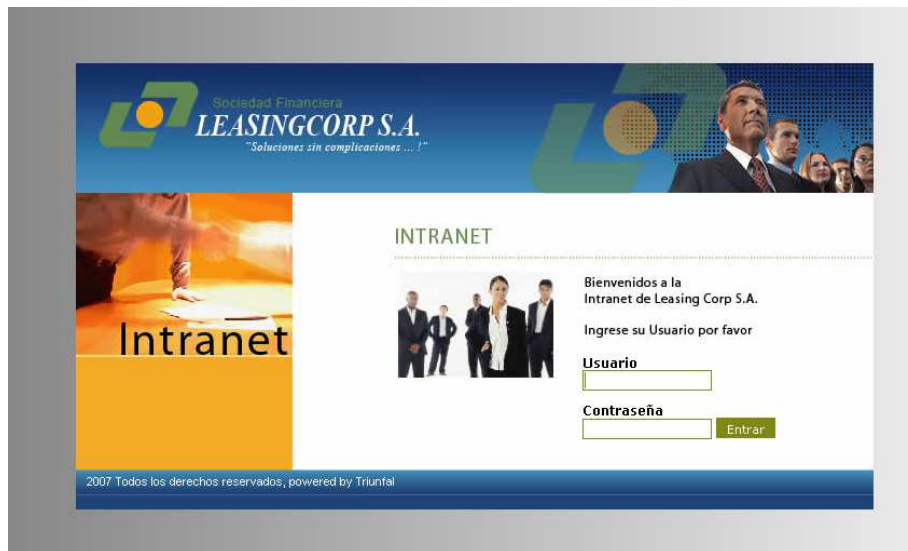 Sociedad Financiera
LEASINGCORP S.A.
"Soluciones sin complicaciones ... !"
INTRANET
Bienvenidos a la
Intranet de Leasing Corp S.A.
Ingrese su Usuario por favor
Intranet
Usuario
Contraseña
Entrar
2007 Todos los derechos reservados, powered by Triunfal